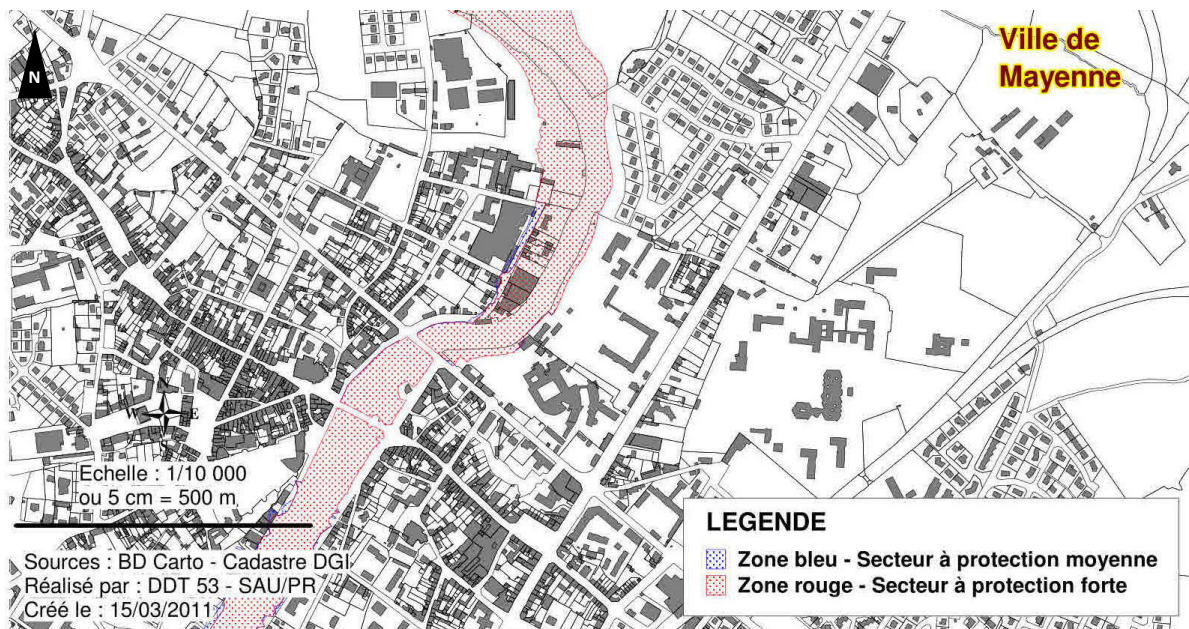 Ville de
Mayenne
N
N
W E
S
Echelle : 1/10 000
ou 5 cm = 500 m
Sources : BD Carto - Cadastre DGI
Réalisé par : DDT 53 - SAU/PR
Créé le : 15/03/2011
LEGENDE
Zone bleu - Secteur à protection moyenne
Zone rouge - Secteur à protection forte